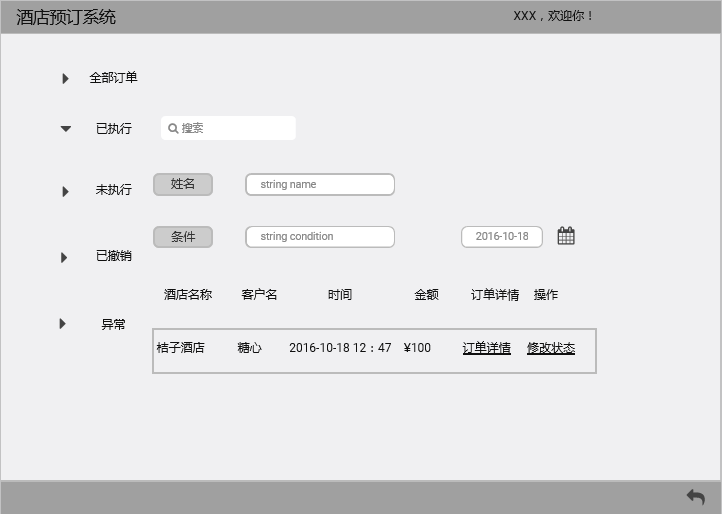 酒店预订系统
XXX，欢迎你！
全部订单
已执行
搜索
未执行
姓名
string name
条件
string condition
2016-10-18
已撤销
酒店名称 客户名 时间 金额 订单详情 操作
异常
桔子酒店 糖心 2016-10-18 12：47 ¥100 订单详情 修改状态